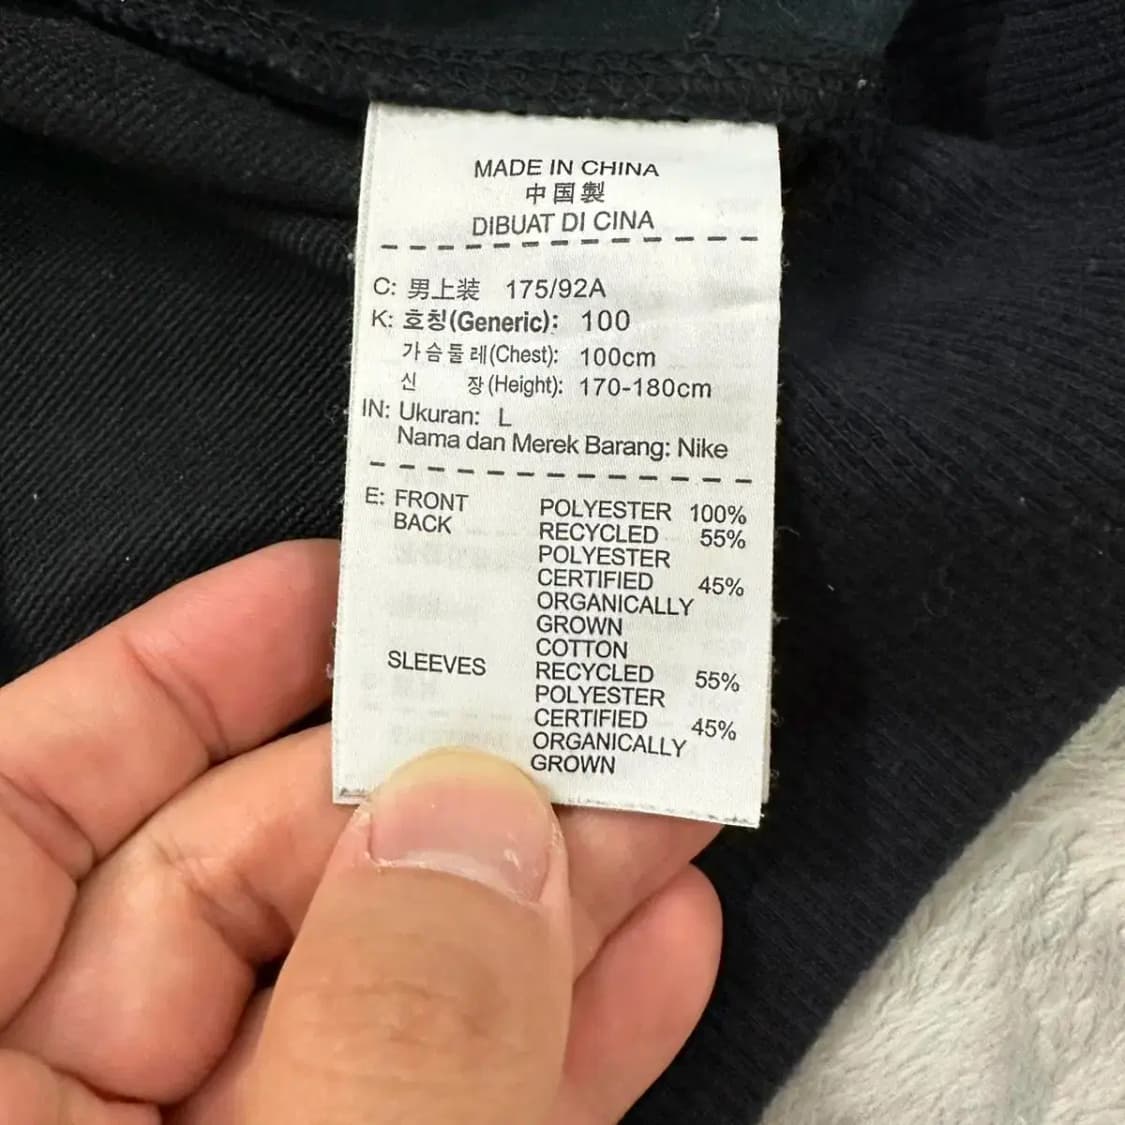 MADE IN CHINA
中国製
DIBUAT DI CINA
C: 男上装 175/92A
K: 호칭(Generic): 100
가슴둘레(Chest): 100cm
신 장(Height): 170-180cm
IN: Ukuran: L
Nama dan Merek Barang: Nike
E: FRONT POLYESTER 100%
BACK RECYCLED 55%
POLYESTER
CERTIFIED 45%
ORGANICALLY
GROWN
COTTON
SLEEVES RECYCLED 55%
POLYESTER
CERTIFIED 45%
ORGANICALLY
GROWN